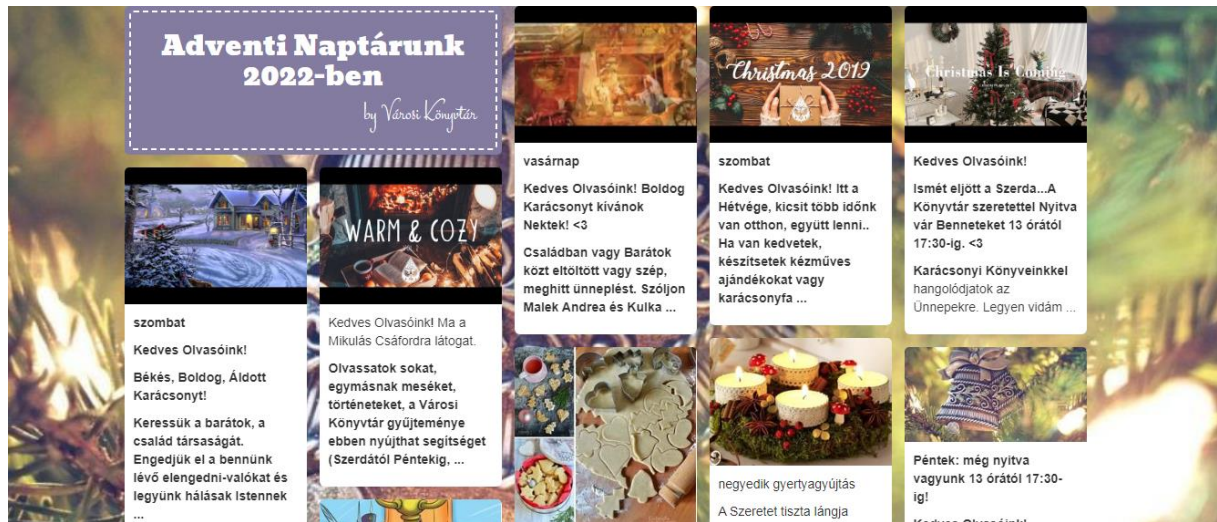 Adventi Naptárunk
2022-ben
by Városi Könyvtár
szombat
Kedves Olvasóink!
Békés, Boldog, Áldott
Karácsonyt!
Keressük a barátok, a
család társaságát.
Engedjük el a bennünk
lévő elengedni-valókat és
legyünk hálásak Istennek
...
WARM & COZY
Kedves Olvasóink! Ma a
Mikulás Csáfordra látogat.
Olvassatok sokat,
egymásnak meséket,
történeteket, a Városi
Könyvtár gyűjteménye
ebben nyújthat segítséget
(Szerdától Péntekig, ...
vasárnap
Kedves Olvasóink! Boldog
Karácsonyt kívánok
Nektek! <3
Családban vagy Barátok
közt eltöltött vagy szép,
meghitt ünneplést. Szóljon
Malek Andrea és Kulka ...
Christmas 2019
szombat
Kedves Olvasóink! Itt a
Hétvége, kicsit több időnk
van otthon, együtt lenni..
Ha van kedvetek,
készítsetek kézműves
ajándékokat vagy
karácsonyfa ...
negyedik gyertyagyújtás
A Szeretet tiszta lángja
Christmas Is Coming
Kedves Olvasóink!
Ismét eljött a Szerda...A
Könyvtár szeretettel Nyitva
vár Benneteket 13 órától
17:30-ig. <3
Karácsonyi Könyveinkkel
hangolódjatok az
Ünnepekre. Legyen vidám ...
Péntek: még nyitva
vagyunk 13 órától 17:30-
ig!
Kedves Olvasóink!